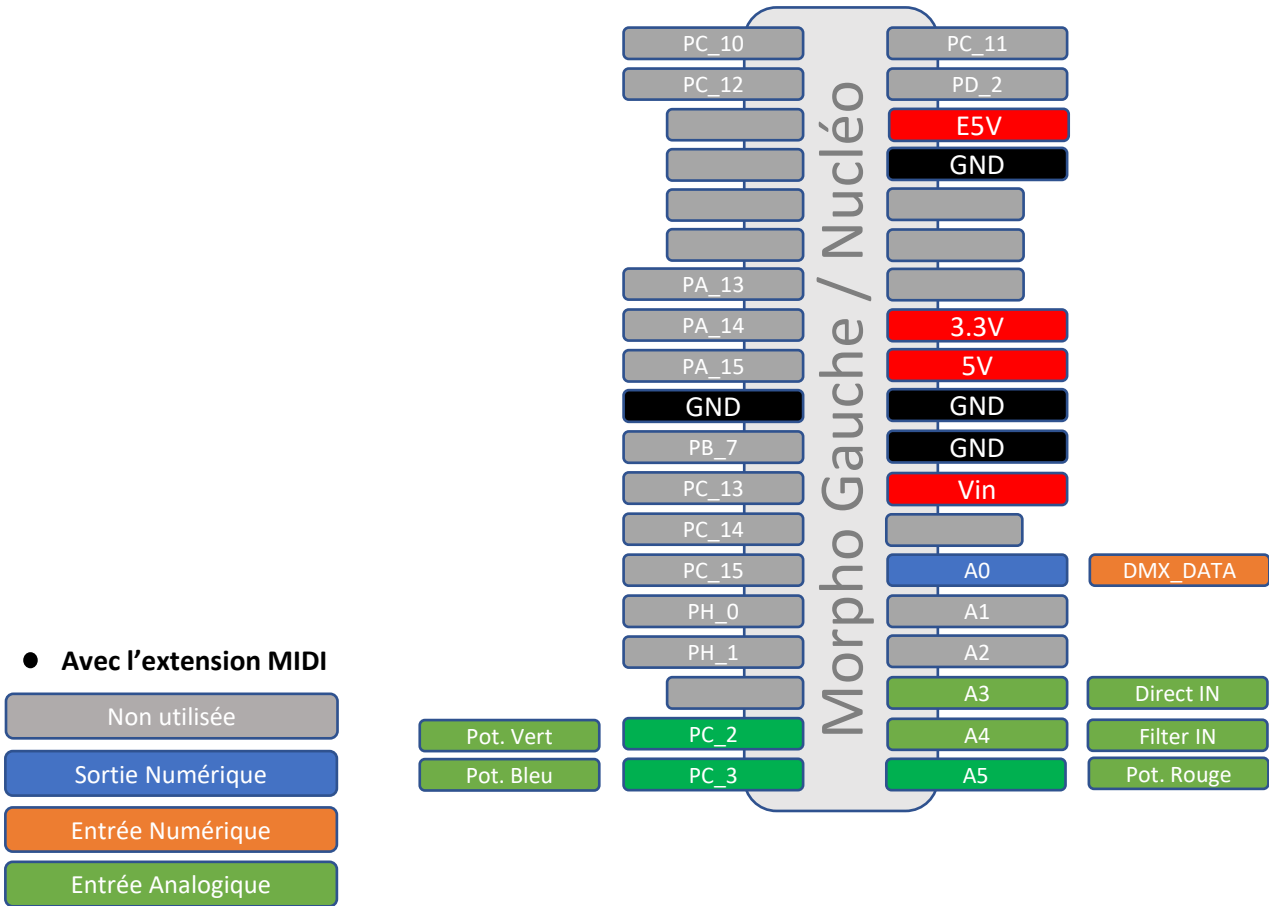 PC_10
PC_11
PC_12
PD_2
E5V
GND
PA_13
PA_14
3.3V
PA_15
5V
GND
GND
PB_7
GND
PC_13
Vin
PC_14
PC_15
A0
DMX_DATA
PH_0
A1
PH_1
A2
A3
Direct IN
Pot. Vert
PC_2
A4
Filter IN
Pot. Bleu
PC_3
A5
Pot. Rouge
Morpho Gauche / Nucléo
● Avec l’extension MIDI
Non utilisée
Sortie Numérique
Entrée Numérique
Entrée Analogique